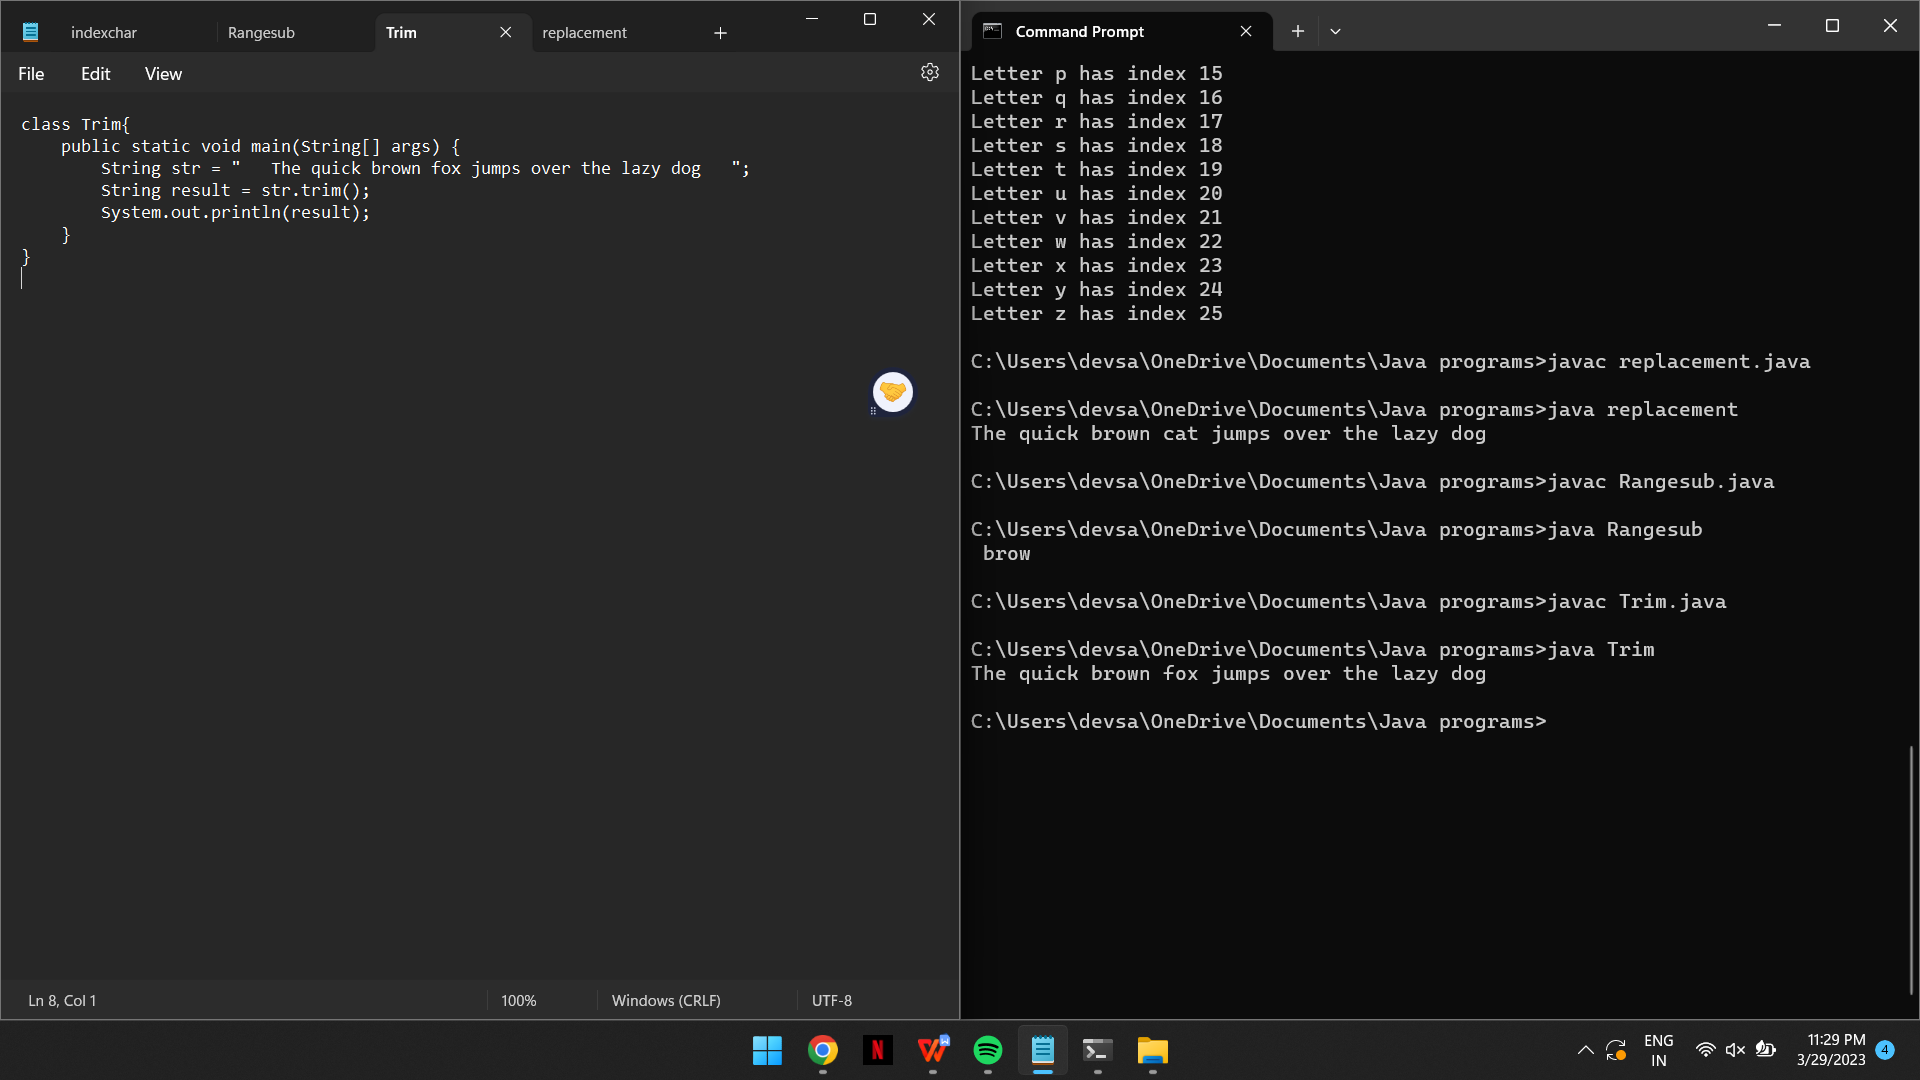 indexchar
Rangesub
Trim
replacement
File Edit View
class Trim{
    public static void main(String[] args) {
        String str = "   The quick brown fox jumps over the lazy dog   ";
        String result = str.trim();
        System.out.println(result);
    }
}
Ln 8, Col 1
100%
Windows (CRLF)
UTF-8
Command Prompt
Letter p has index 15
Letter q has index 16
Letter r has index 17
Letter s has index 18
Letter t has index 19
Letter u has index 20
Letter v has index 21
Letter w has index 22
Letter x has index 23
Letter y has index 24
Letter z has index 25
C:\Users\devsa\OneDrive\Documents\Java programs>javac replacement.java
C:\Users\devsa\OneDrive\Documents\Java programs>java replacement
The quick brown cat jumps over the lazy dog
C:\Users\devsa\OneDrive\Documents\Java programs>javac Rangesub.java
C:\Users\devsa\OneDrive\Documents\Java programs>java Rangesub
 brow
C:\Users\devsa\OneDrive\Documents\Java programs>javac Trim.java
C:\Users\devsa\OneDrive\Documents\Java programs>java Trim
The quick brown fox jumps over the lazy dog
C:\Users\devsa\OneDrive\Documents\Java programs>
N
W
ENG
IN
11:29 PM
3/29/2023
4